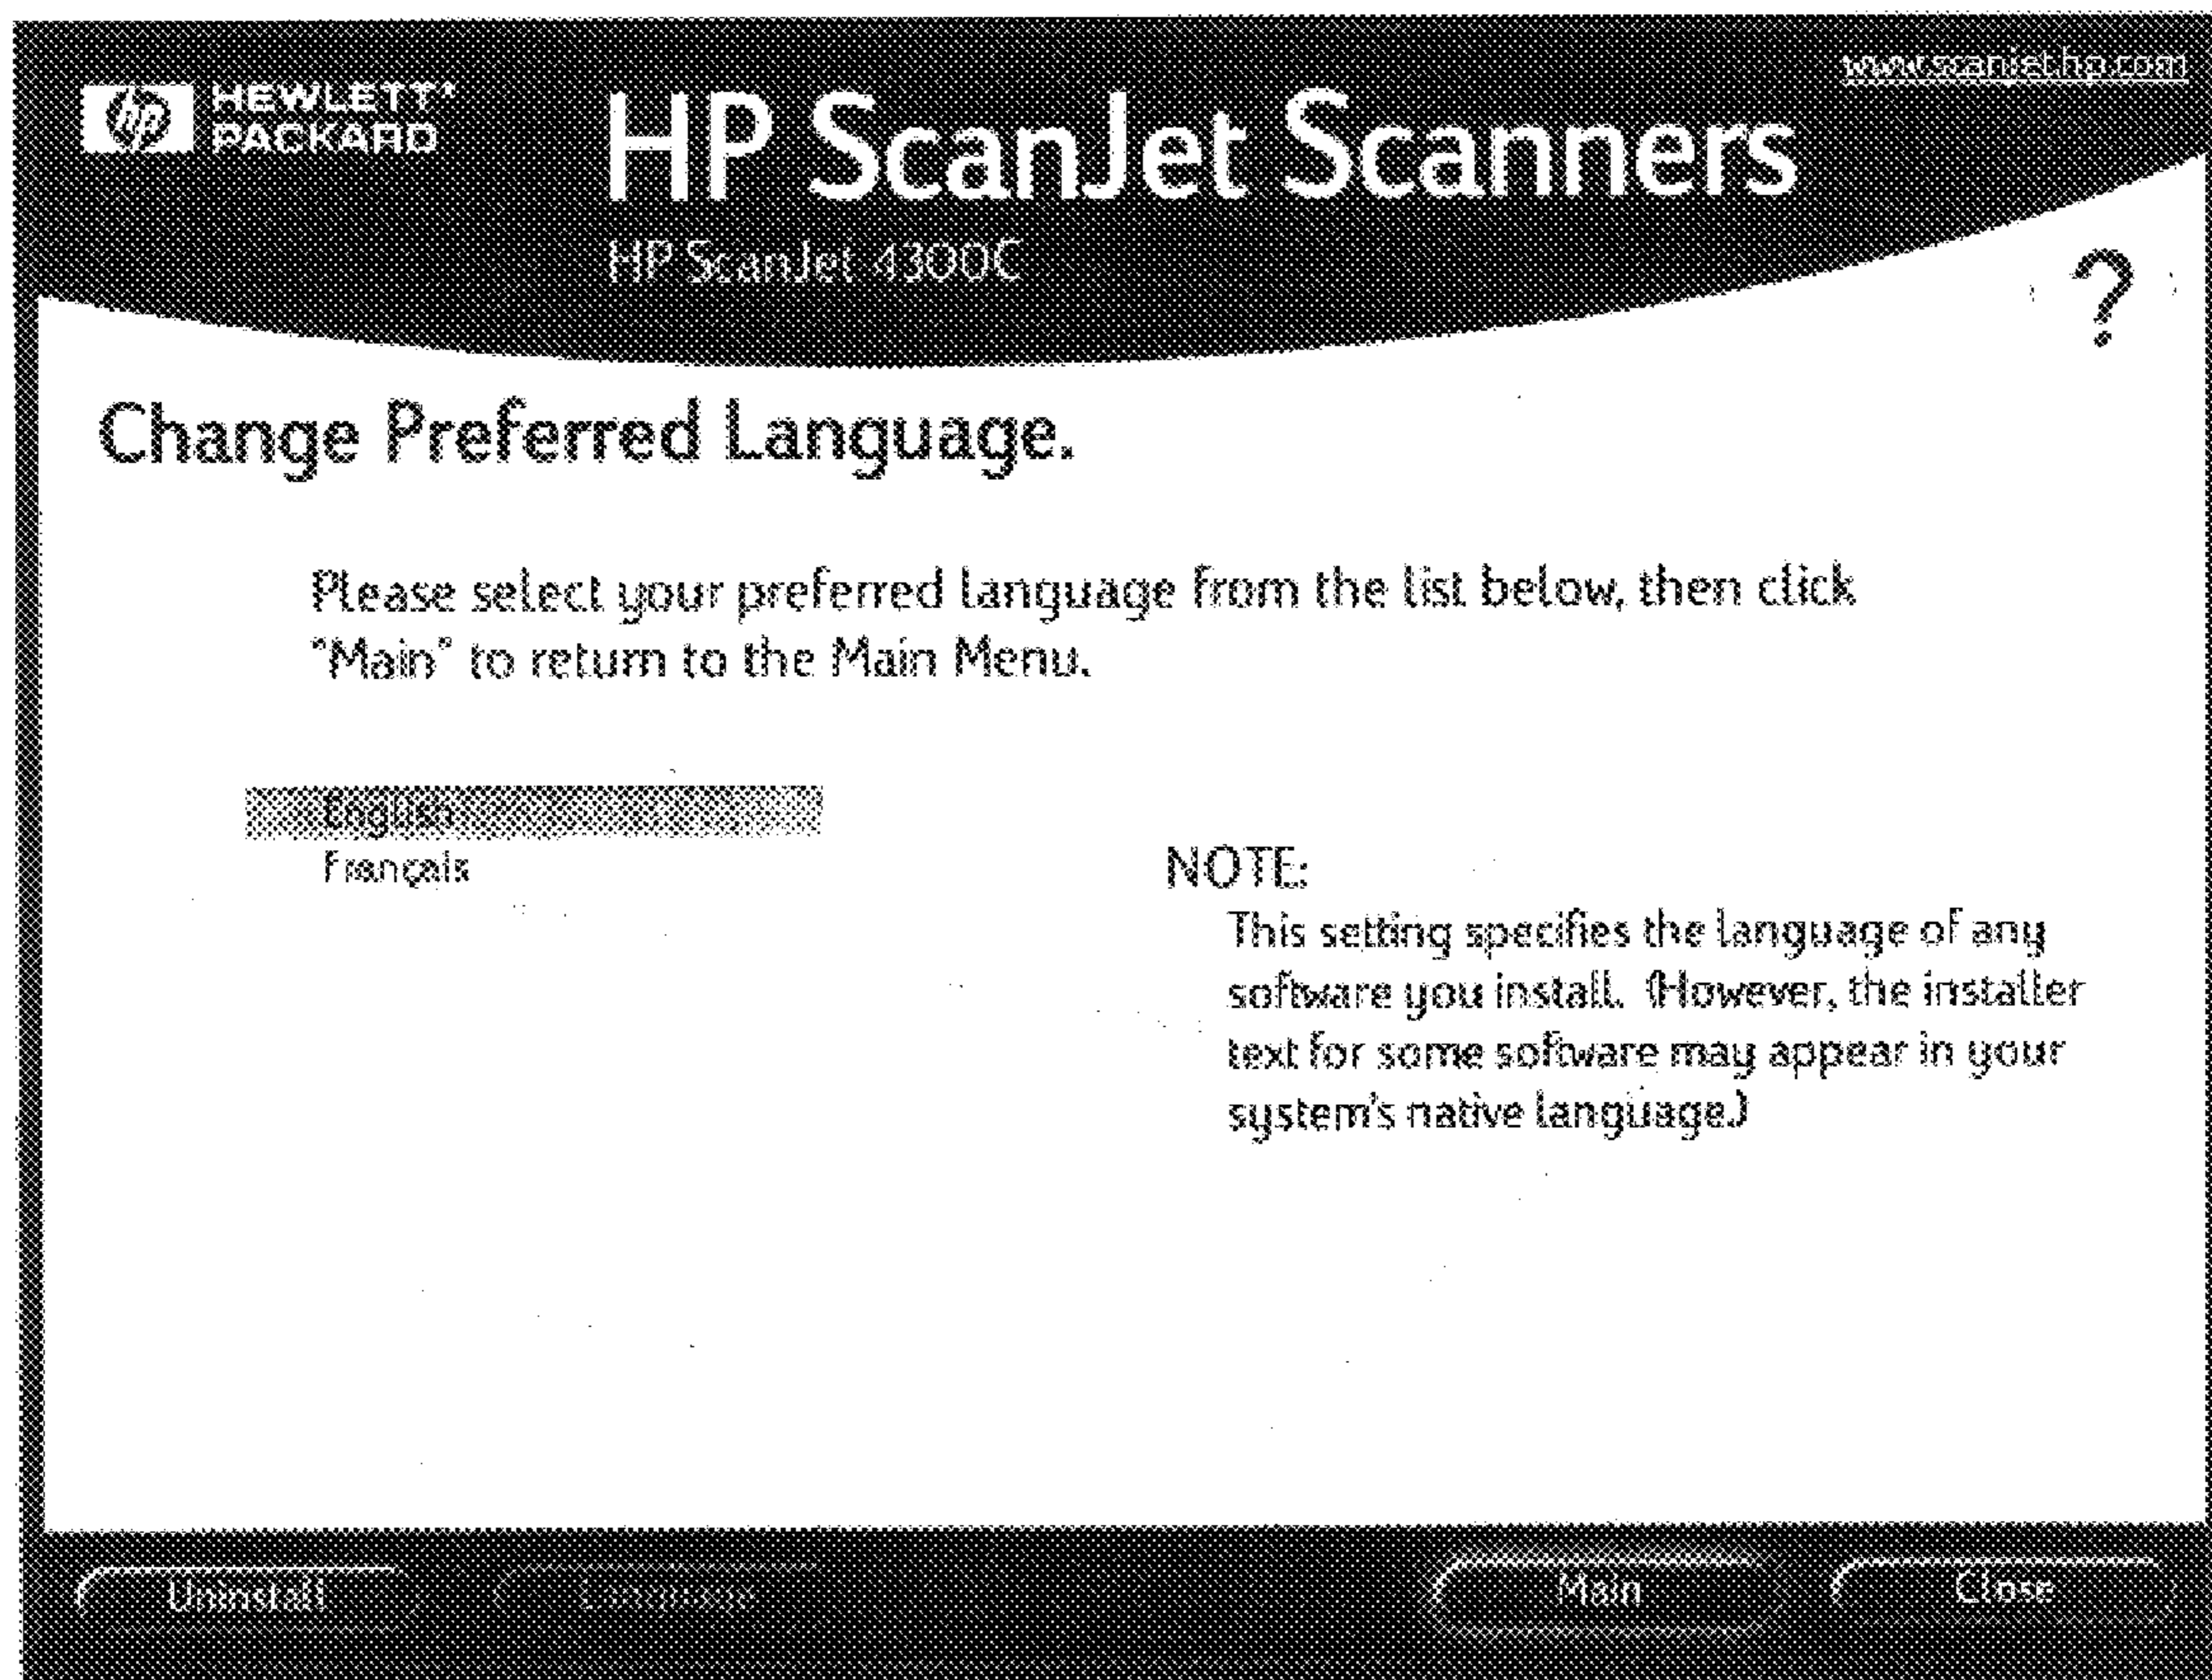 www.scanjet.hp.com
hp HEWLETT®
PACKARD
HP ScanJet Scanners
HP ScanJet 4300C
?
Change Preferred Language.
Please select your preferred language from the list below, then click
"Main" to return to the Main Menu.
English
Français
NOTE:
This setting specifies the language of any
software you install. (However, the installer
text for some software may appear in your
system's native language.)
Uninstall Language Main Close